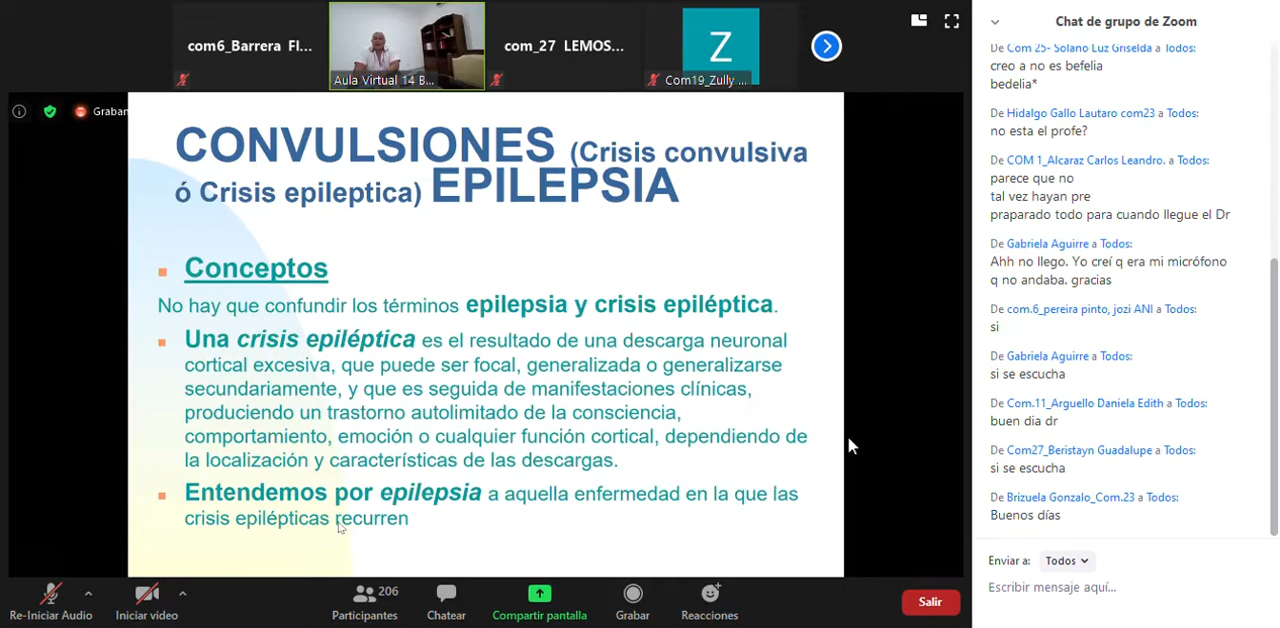 com6_Barrera FI...
Aula Virtual 14 B...
com_27 LEMOS...
Z
Com19_Zully ...
Graban
CONVULSIONES (Crisis convulsiva
ó Crisis epileptica) EPILEPSIA
Conceptos
No hay que confundir los términos epilepsia y crisis epiléptica.
Una crisis epiléptica es el resultado de una descarga neuronal
cortical excesiva, que puede ser focal, generalizada o generalizarse
secundariamente, y que es seguida de manifestaciones clínicas,
produciendo un trastorno autolimitado de la consciencia,
comportamiento, emoción o cualquier función cortical, dependiendo de
la localización y características de las descargas.
Entendemos por epilepsia a aquella enfermedad en la que las
crisis epilépticas recurren
Re-Iniciar Audio
Iniciar video
206
Participantes
Chatear
Compartir pantalla
Grabar
Reacciones
Salir
Chat de grupo de Zoom
De Com 25- Solano Luz Griselda a Todos:
creo a no es befelia
bedelia*
De Hidalgo Gallo Lautaro com23 a Todos:
no esta el profe?
De COM 1_Alcaraz Carlos Leandro. a Todos:
parece que no
tal vez hayan pre
praparado todo para cuando llegue el Dr
De Gabriela Aguirre a Todos:
Ahh no llego. Yo creí q era mi micrófono
q no andaba. gracias
De com.6_pereira pinto, jozi ANI a Todos:
si
De Gabriela Aguirre a Todos:
si se escucha
De Com.11_Arguello Daniela Edith a Todos:
buen dia dr
De Com27_Beristayn Guadalupe a Todos:
si se escucha
De Brizuela Gonzalo_Com.23 a Todos:
Buenos días
Enviar a: Todos
Escribir mensaje aquí...